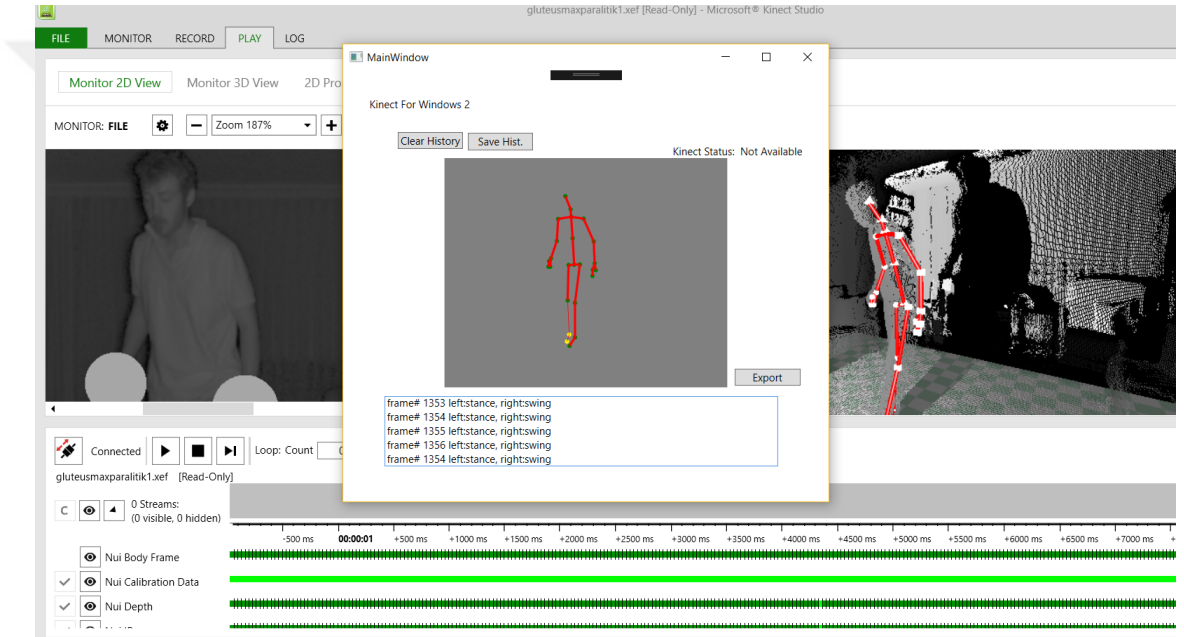 gluteusmaxparalitik1.xef [Read-Only] - Microsoft® Kinect Studio
FILE MONITOR RECORD PLAY LOG
Monitor 2D View Monitor 3D View 2D Pro
MONITOR: FILE Zoom 187%
MainWindow
Kinect For Windows 2
Clear History Save Hist.
Kinect Status: Not Available
Export
frame# 1353 left:stance, right:swing
frame# 1354 left:stance, right:swing
frame# 1355 left:stance, right:swing
frame# 1356 left:stance, right:swing
frame# 1354 left:stance, right:swing
Connected Loop: Count
gluteusmaxparalitik1.xef [Read-Only]
C 0 Streams:
(0 visible, 0 hidden)
-500 ms 00:00:01 +500 ms +1000 ms +1500 ms +2000 ms +2500 ms +3000 ms +3500 ms +4000 ms +4500 ms +5000 ms +5500 ms +6000 ms +6500 ms +7000 ms +
Nui Body Frame
Nui Calibration Data
Nui Depth